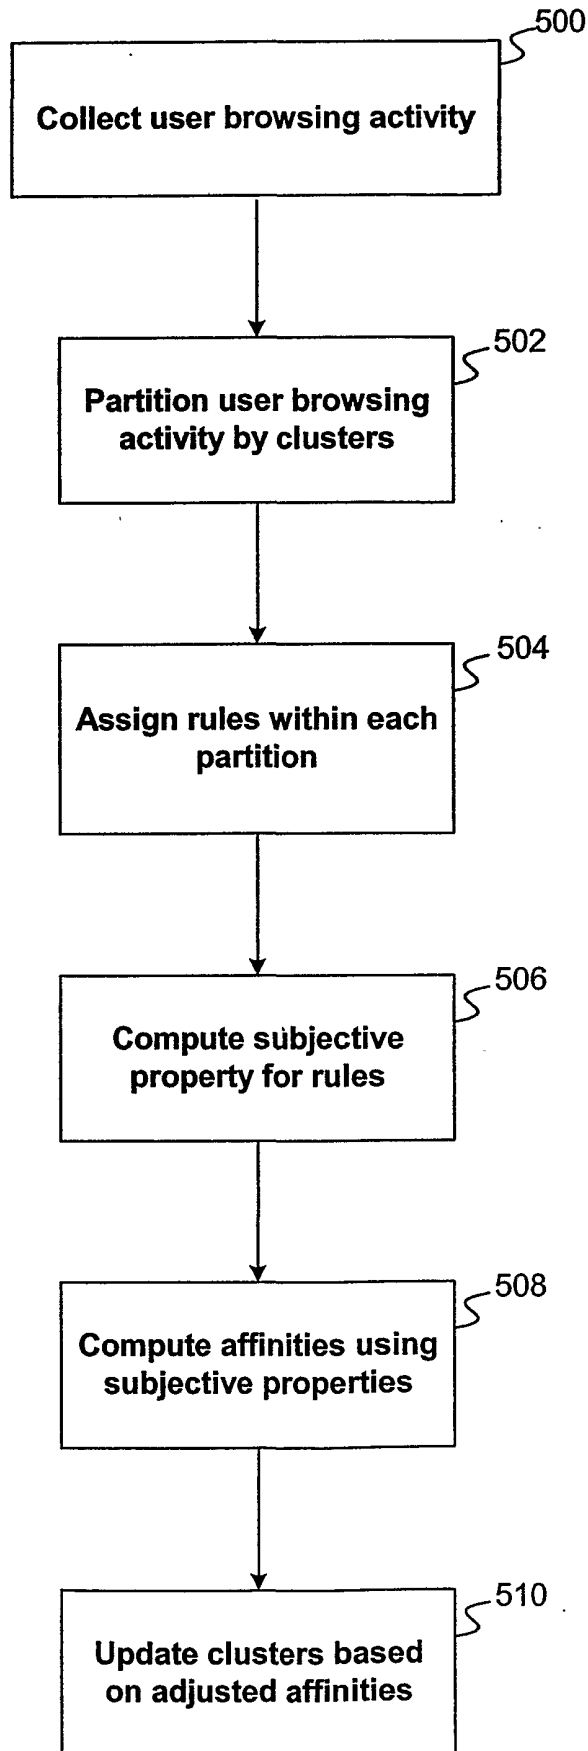 500
Collect user browsing activity
502
Partition user browsing
activity by clusters
504
Assign rules within each
partition
506
Compute subjective
property for rules
508
Compute affinities using
subjective properties
510
Update clusters based
on adjusted affinities